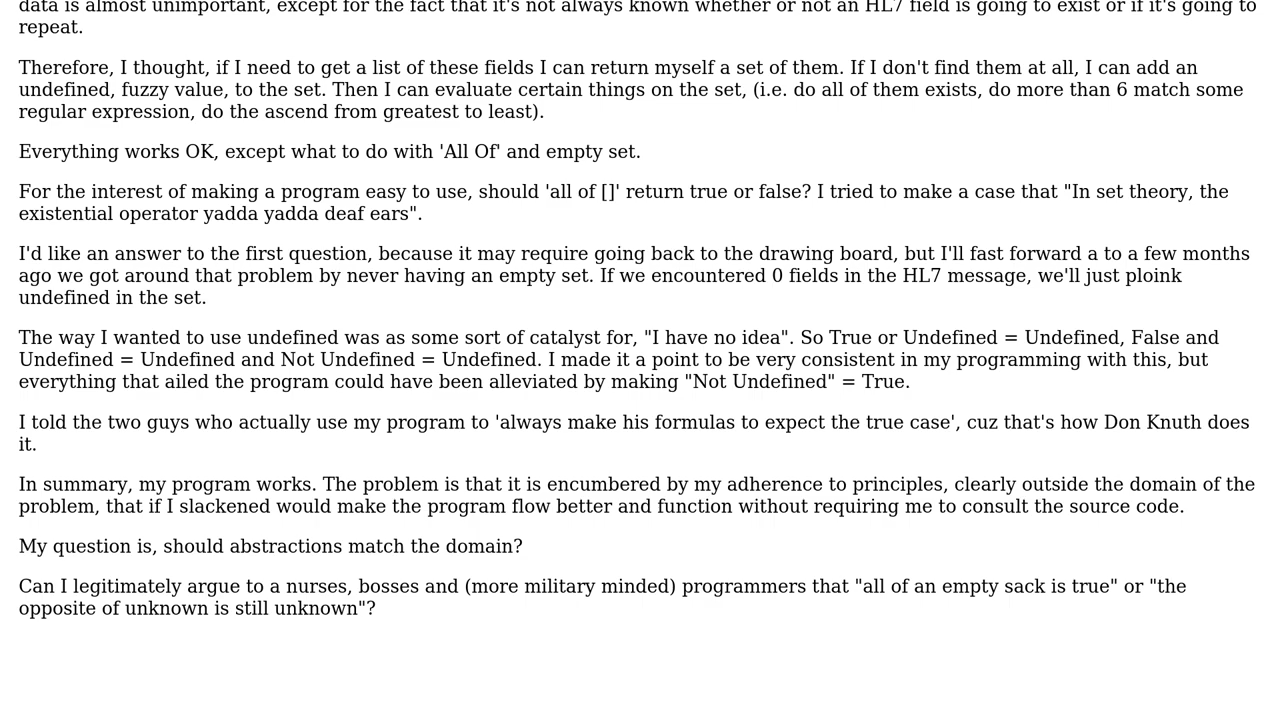 data is almost unimportant, except for the fact that it's not always known whether or not an HL7 field is going to exist or if it's going to
repeat.
Therefore, I thought, if I need to get a list of these fields I can return myself a set of them. If I don't find them at all, I can add an
undefined, fuzzy value, to the set. Then I can evaluate certain things on the set, (i.e. do all of them exists, do more than 6 match some
regular expression, do the ascend from greatest to least).
Everything works OK, except what to do with 'All Of' and empty set.
For the interest of making a program easy to use, should 'all of []' return true or false? I tried to make a case that "In set theory, the
existential operator yadda yadda deaf ears".
I'd like an answer to the first question, because it may require going back to the drawing board, but I'll fast forward a to a few months
ago we got around that problem by never having an empty set. If we encountered 0 fields in the HL7 message, we'll just ploink
undefined in the set.
The way I wanted to use undefined was as some sort of catalyst for, "I have no idea". So True or Undefined = Undefined, False and
Undefined = Undefined and Not Undefined = Undefined. I made it a point to be very consistent in my programming with this, but
everything that ailed the program could have been alleviated by making "Not Undefined" = True.
I told the two guys who actually use my program to 'always make his formulas to expect the true case', cuz that's how Don Knuth does
it.
In summary, my program works. The problem is that it is encumbered by my adherence to principles, clearly outside the domain of the
problem, that if I slackened would make the program flow better and function without requiring me to consult the source code.
My question is, should abstractions match the domain?
Can I legitimately argue to a nurses, bosses and (more military minded) programmers that "all of an empty sack is true" or "the
opposite of unknown is still unknown"?